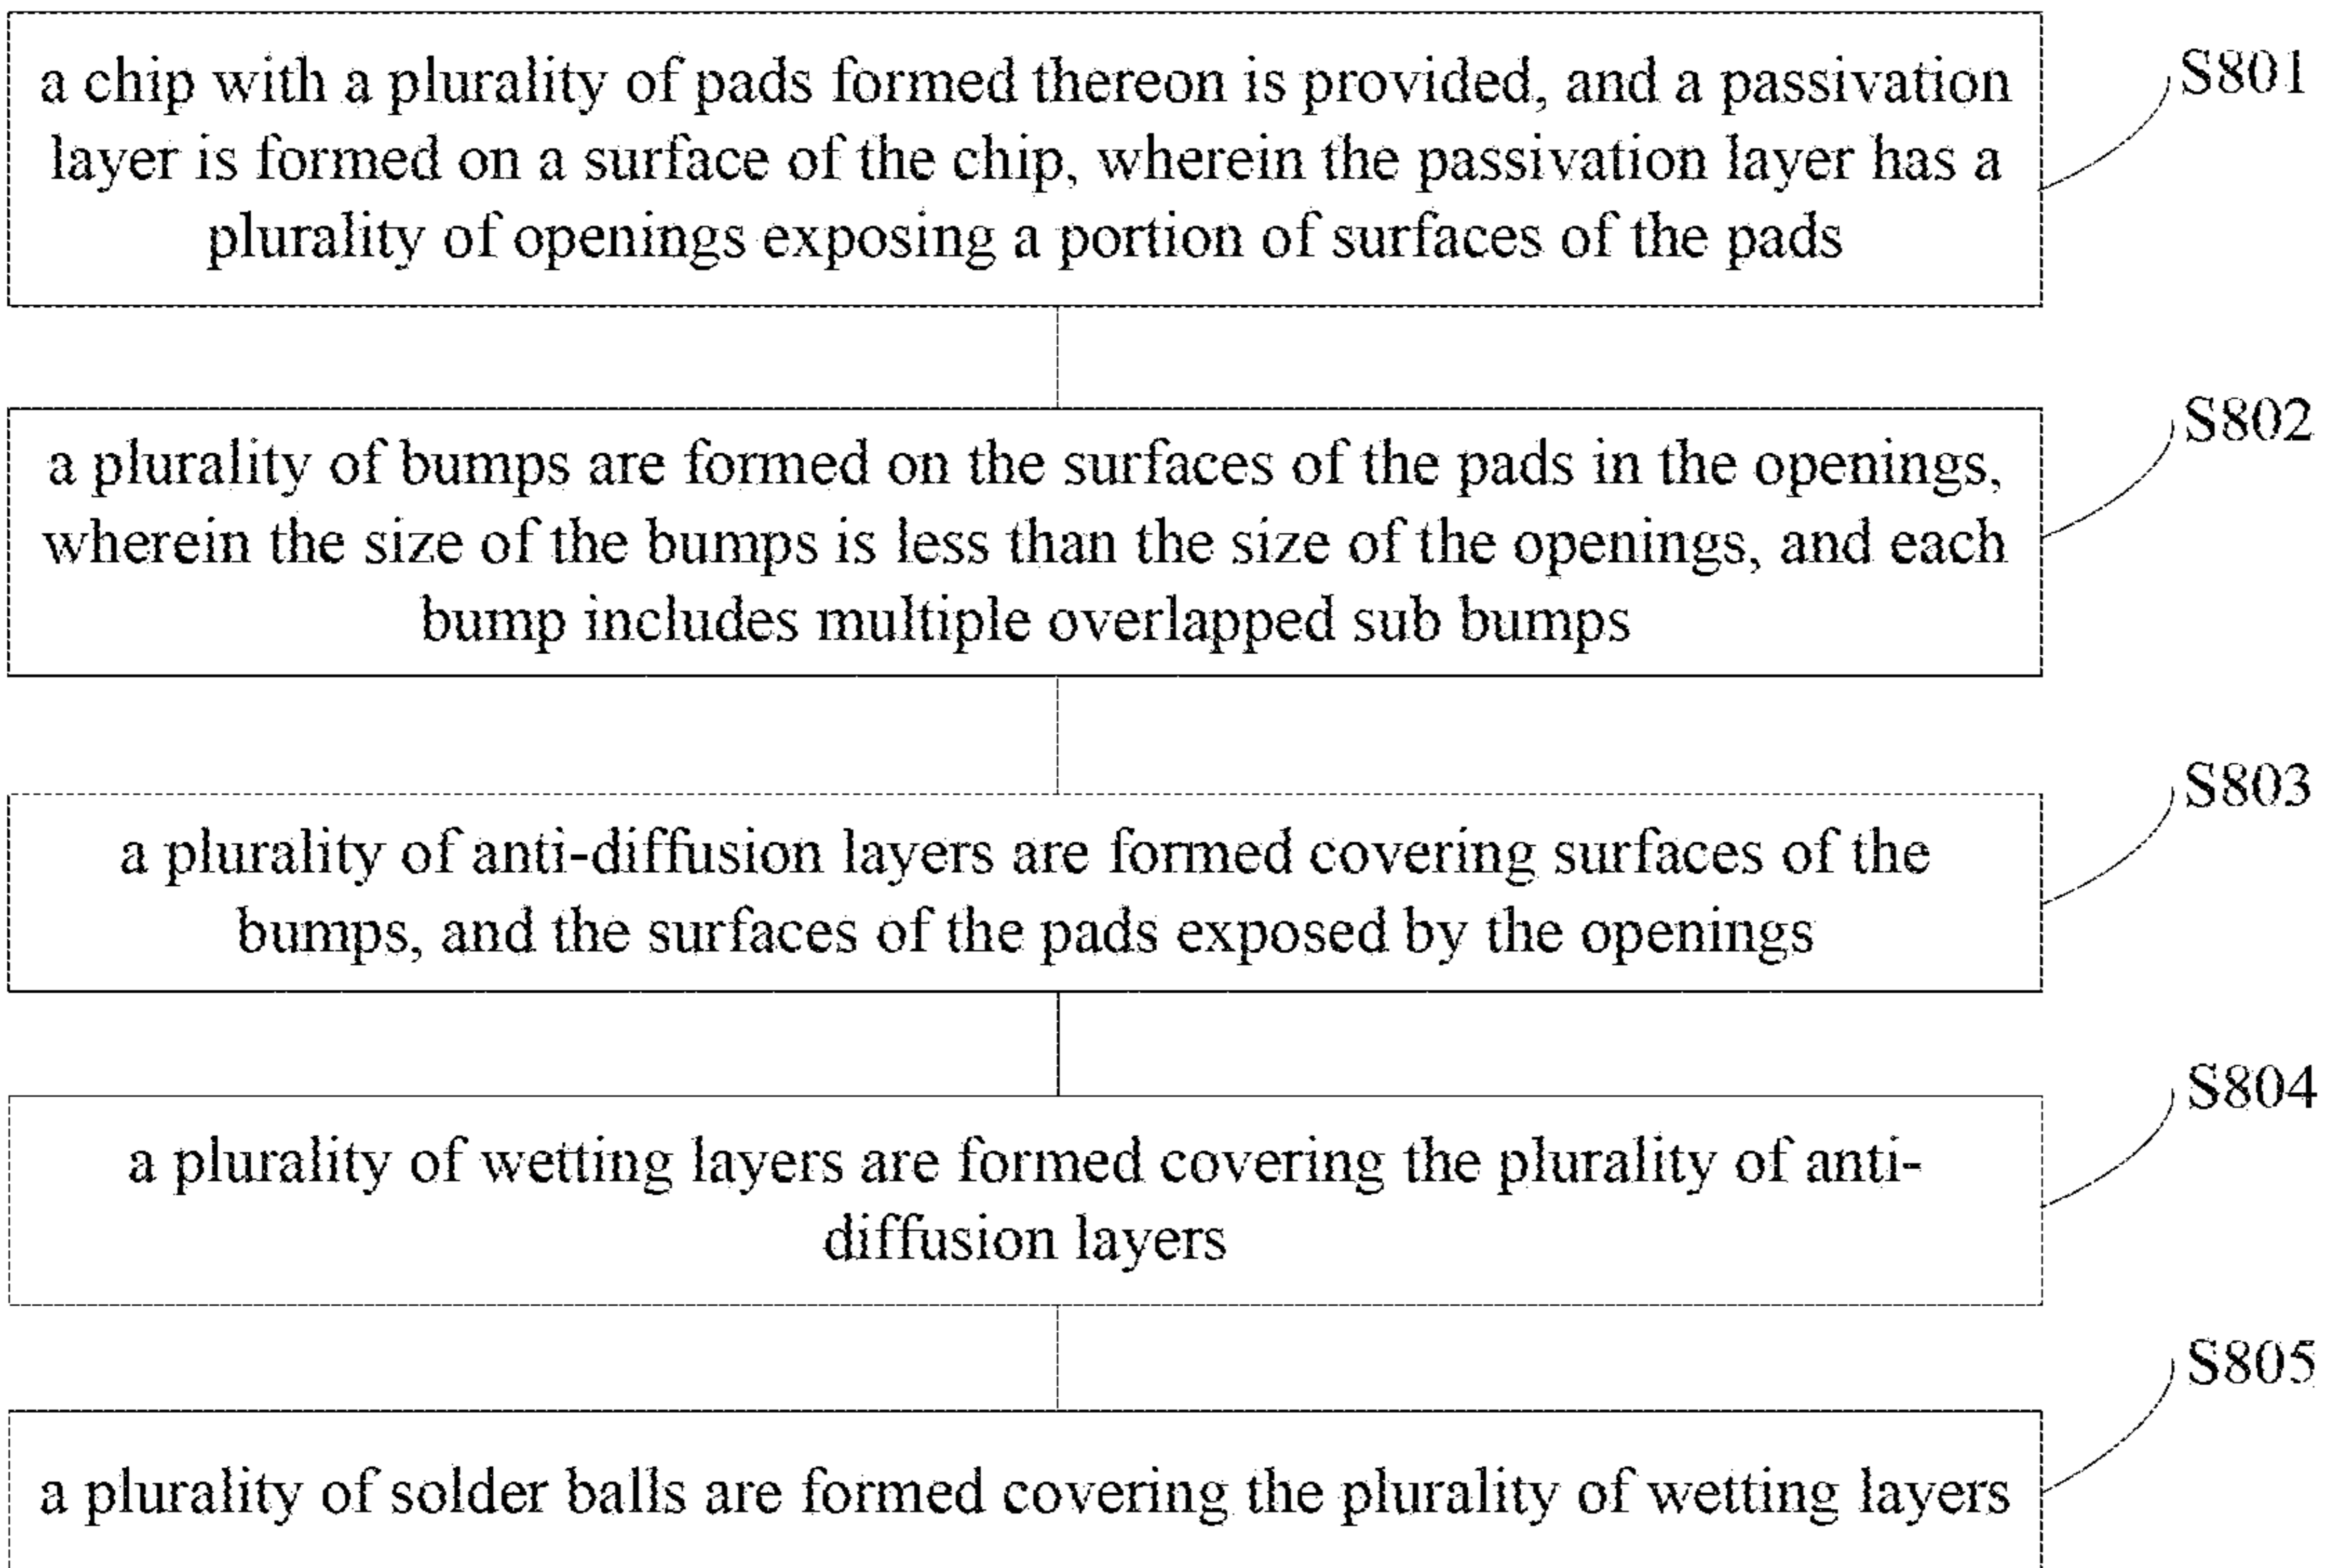 a chip with a plurality of pads formed thereon is provided, and a passivation
layer is formed on a surface of the chip, wherein the passivation layer has a
plurality of openings exposing a portion of surfaces of the pads
S801
a plurality of bumps are formed on the surfaces of the pads in the openings,
wherein the size of the bumps is less than the size of the openings, and each
bump includes multiple overlapped sub bumps
S802
a plurality of anti-diffusion layers are formed covering surfaces of the
bumps, and the surfaces of the pads exposed by the openings
S803
a plurality of wetting layers are formed covering the plurality of anti-
diffusion layers
S804
a plurality of solder balls are formed covering the plurality of wetting layers
S805